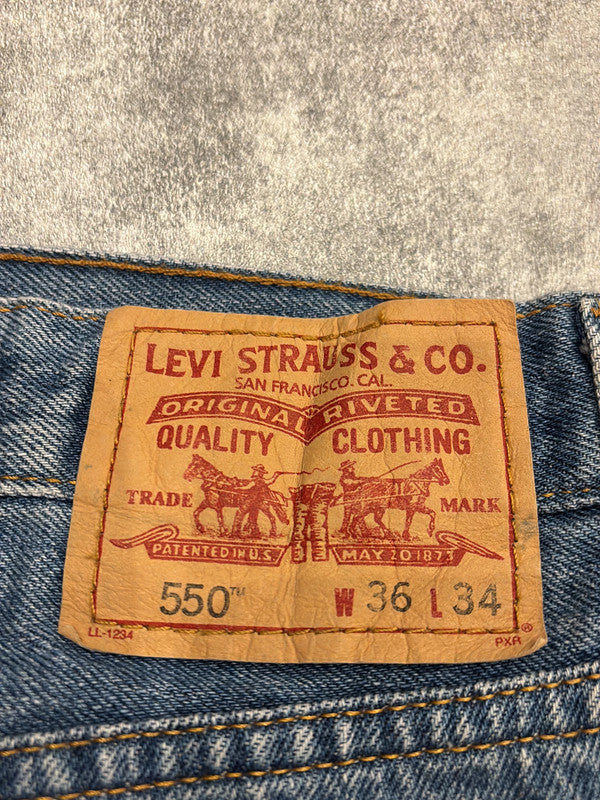 LEVI STRAUSS & CO.
SAN FRANCISCO. CAL.
ORIGINAL RIVETED
QUALITY CLOTHING
TRADE MARK
PATENTED IN U.S. MAY 20 1873
550™ W 36 L 34
LL-1234 PXR®